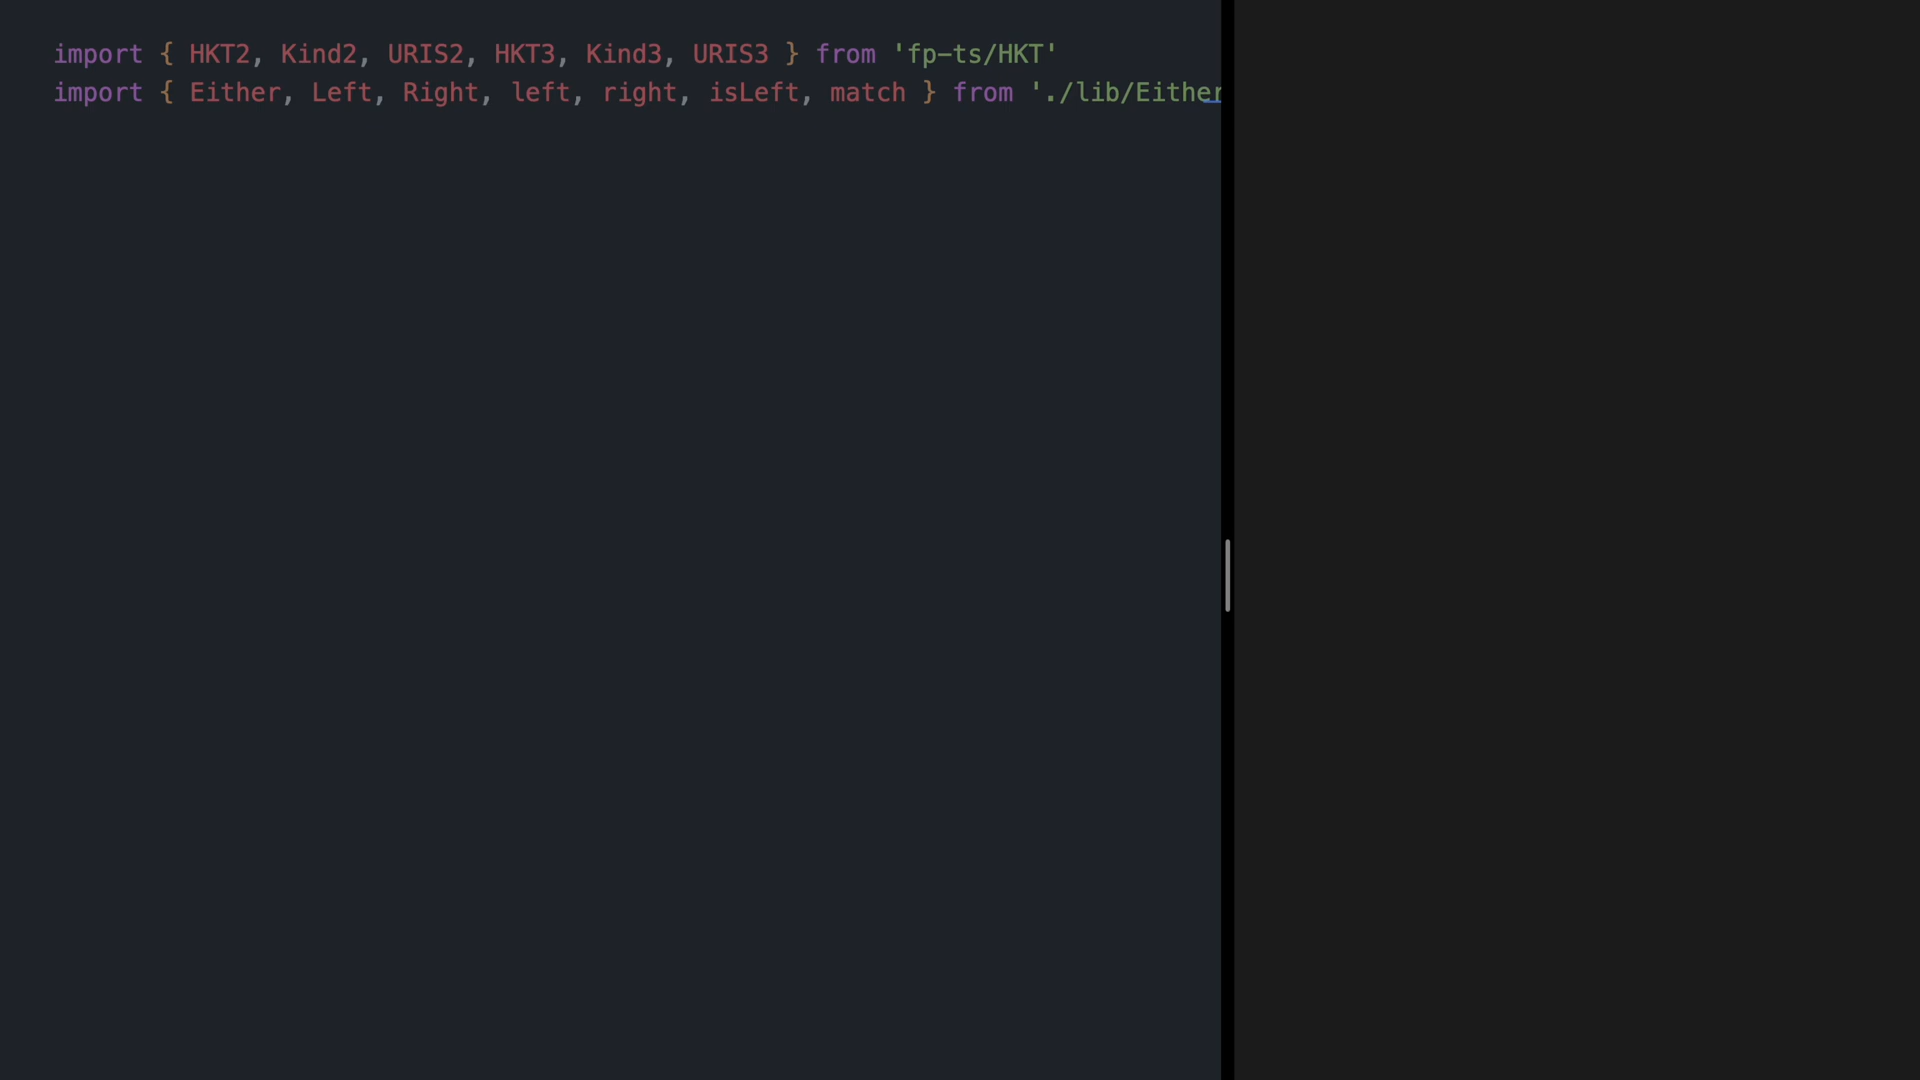 import { HKT2, Kind2, URIS2, HKT3, Kind3, URIS3 } from 'fp-ts/HKT'
import { Either, Left, Right, left, right, isLeft, match } from './lib/Either